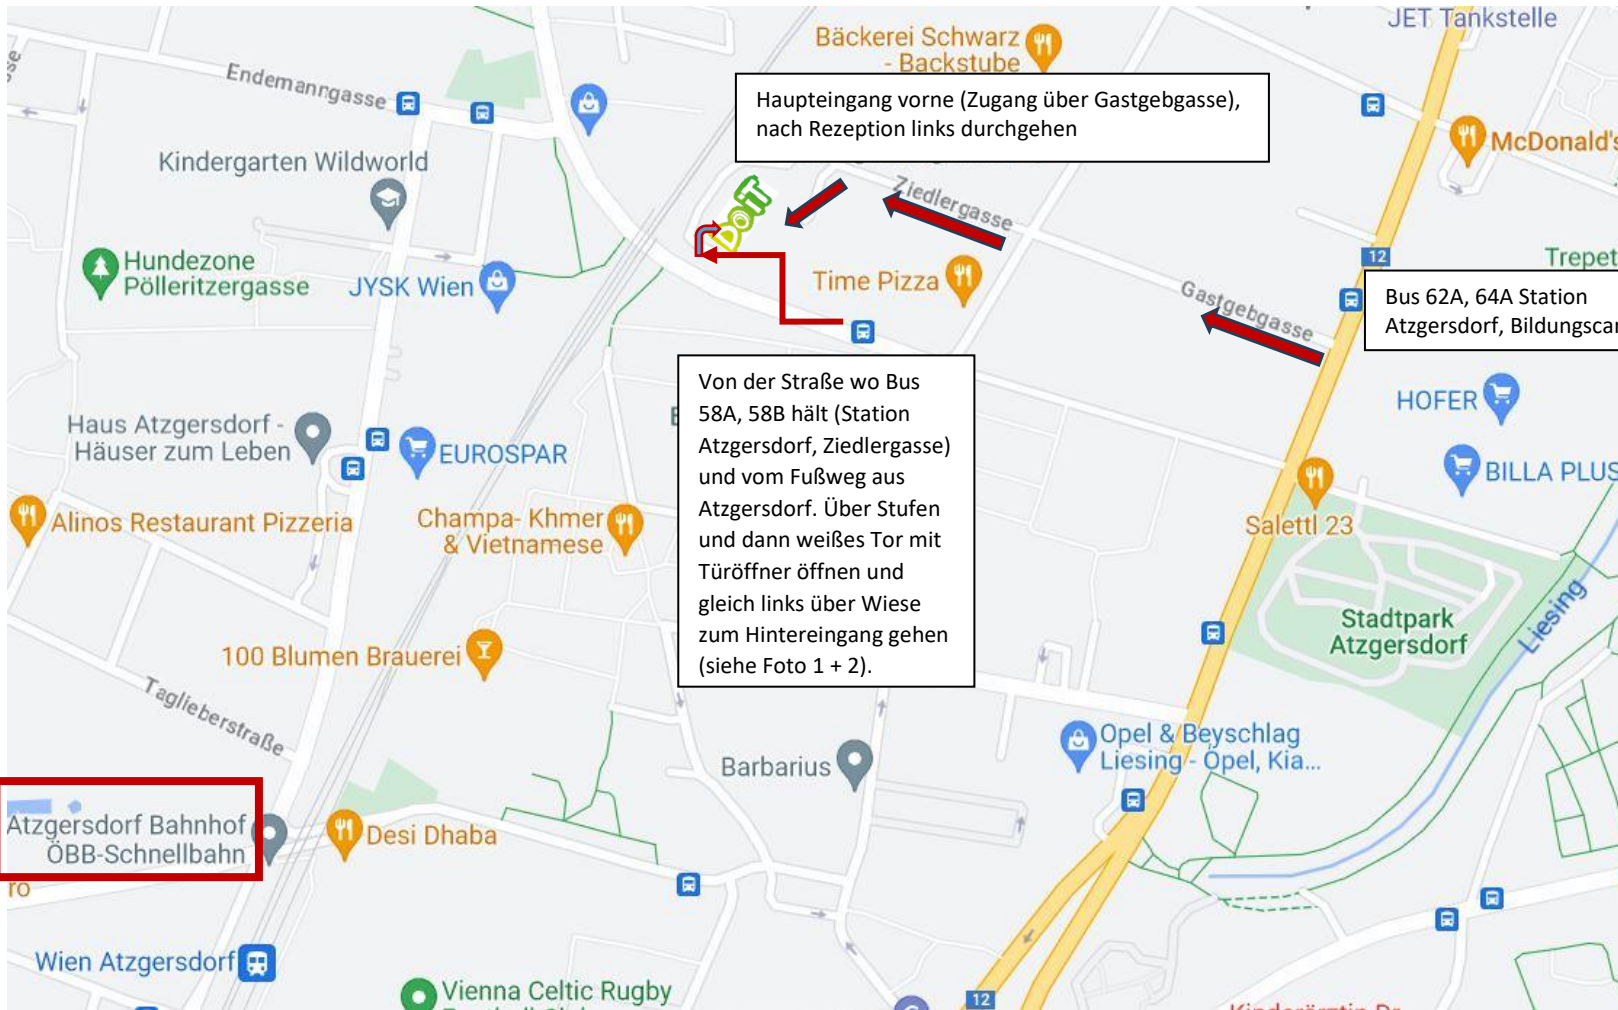 JET Tankstelle
Bäckerei Schwarz
- Backstube
Endemanngasse
Haupteingang vorne (Zugang über Gastgebgasse),
nach Rezeption links durchgehen
McDonald's
Kindergarten Wildworld
Ziedlergasse
DoiT
Hundezone
Pölleritzergasse
JYSK Wien
Time Pizza
12
Trepet
Gastgebgasse
Bus 62A, 64A Station
Atzgersdorf, Bildungscar
Von der Straße wo Bus
58A, 58B hält (Station
Atzgersdorf, Ziedlergasse)
und vom Fußweg aus
Atzgersdorf. Über Stufen
und dann weißes Tor mit
Türöffner öffnen und
gleich links über Wiese
zum Hintereingang gehen
(siehe Foto 1 + 2).
HOFER
Haus Atzgersdorf -
Häuser zum Leben
EUROSPAR
BILLA PLUS
Alinos Restaurant Pizzeria
Champa- Khmer
& Vietnamese
Salettl 23
Liesing
Stadtpark
Atzgersdorf
100 Blumen Brauerei
Taglieberstraße
Opel & Beyschlag
Liesing - Opel, Kia...
Barbarius
Atzgersdorf Bahnhof
ÖBB-Schnellbahn
Desi Dhaba
ro
Wien Atzgersdorf
Vienna Celtic Rugby
12